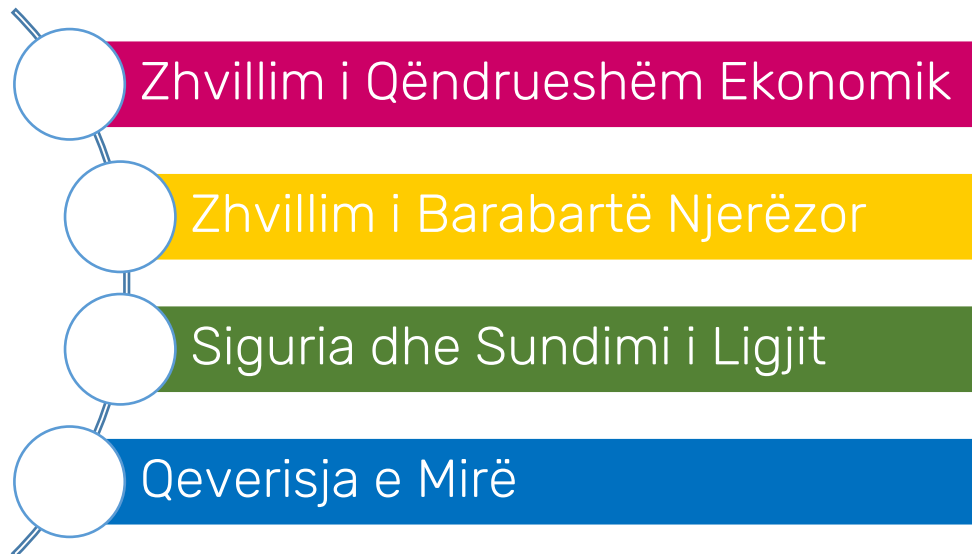 Zhvillim i Qëndrueshëm Ekonomik
Zhvillim i Barabartë Njerëzor
Siguria dhe Sundimi i Ligjit
Qeverisja e Mirë